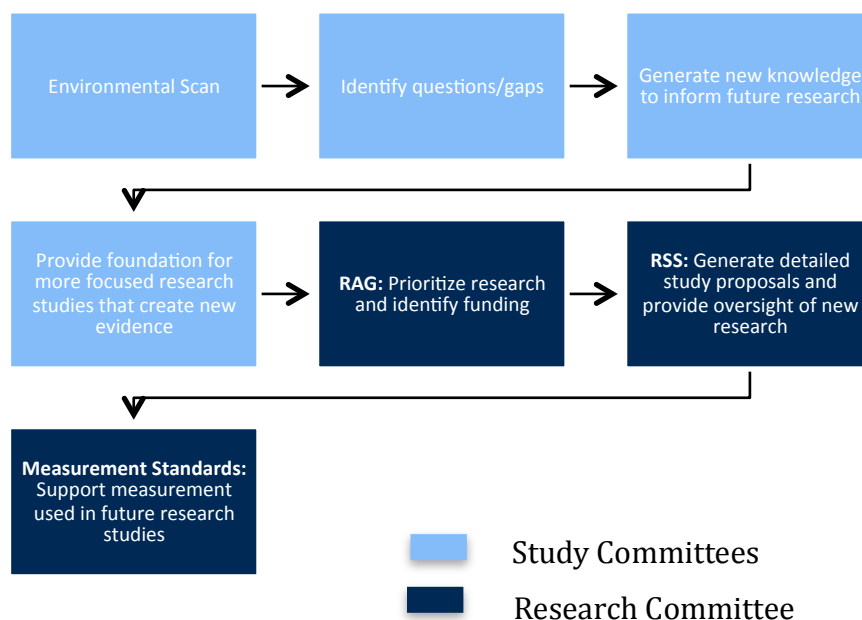 Environmental Scan
Identify questions/gaps
Generate new knowledge
to inform future research
Provide foundation for
more focused research
studies that create new
evidence
RAG: Prioritize research
and identify funding
RSS: Generate detailed
study proposals and
provide oversight of new
research
Measurement Standards:
Support measurement
used in future research
studies
Study Committees
Research Committee